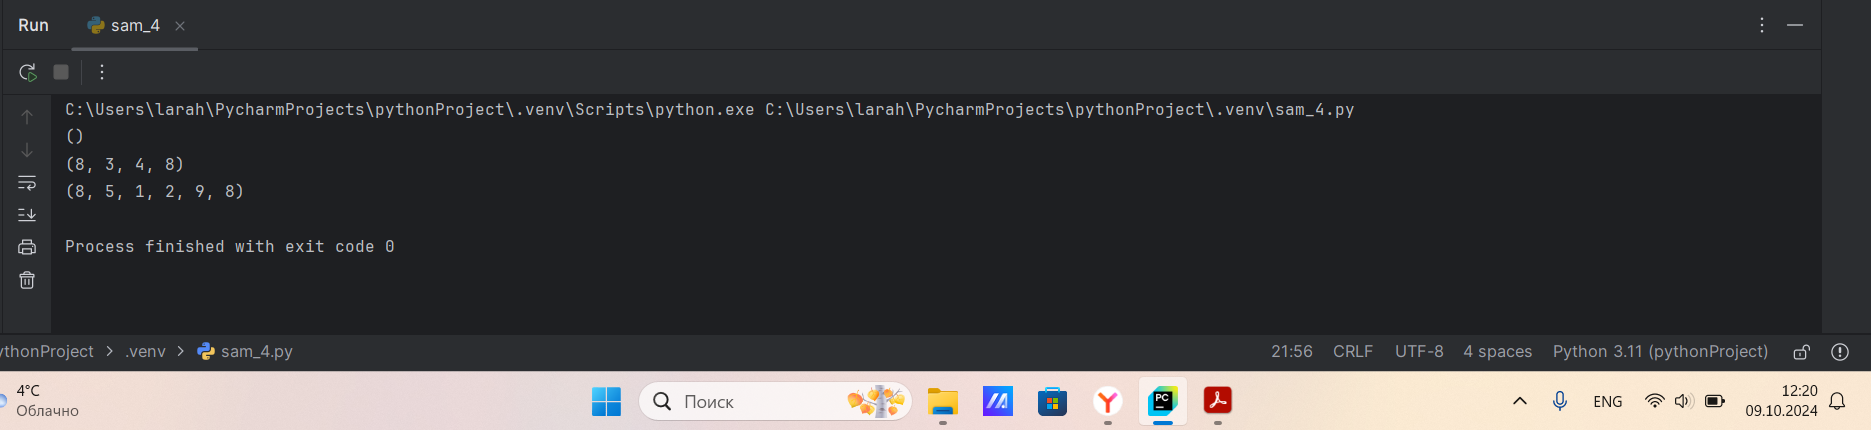 Run sam_4
C:\Users\larah\PycharmProjects\pythonProject\.venv\Scripts\python.exe C:\Users\larah\PycharmProjects\pythonProject\.venv\sam_4.py
()
(8, 3, 4, 8)
(8, 5, 1, 2, 9, 8)
Process finished with exit code 0
ythonProject > .venv > sam_4.py 21:56 CRLF UTF-8 4 spaces Python 3.11 (pythonProject)
4°C
Облачно
Поиск
PC
ENG
12:20
09.10.2024